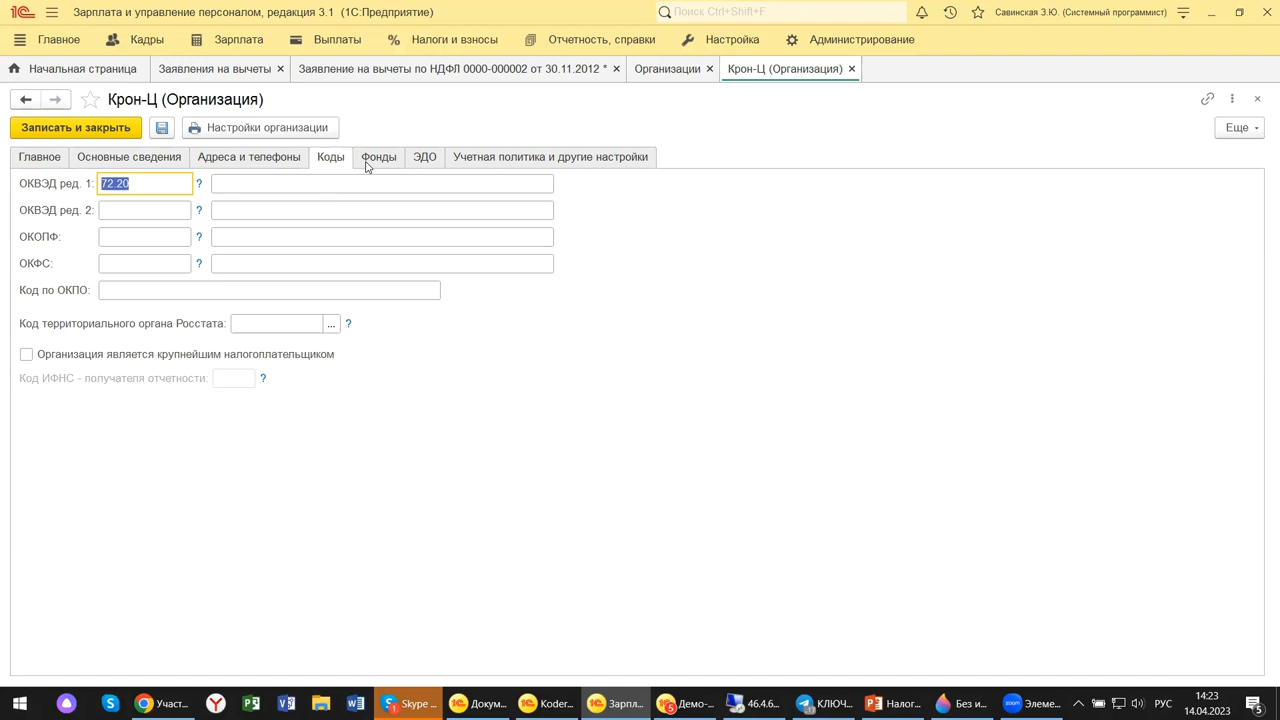 Зарплата и управление персоналом, редакция 3.1 (1С:Предприятие)
Поиск Ctrl+Shift+F
Савинская З.Ю. (Системный программист)
Главное Кадры Зарплата Выплаты Налоги и взносы Отчетность, справки Настройка Администрирование
Начальная страница Заявления на вычеты Заявление на вычеты по НДФЛ 0000-000002 от 30.11.2012 * Организации Крон-Ц (Организация)
Крон-Ц (Организация)
Записать и закрыть Настройки организации Еще
Главное Основные сведения Адреса и телефоны Коды Фонды ЭДО Учетная политика и другие настройки
ОКВЭД ред. 1: 72.20 ?
ОКВЭД ред. 2: ?
ОКОПФ: ?
ОКФС: ?
Код по ОКПО:
Код территориального органа Росстата: ... ?
Организация является крупнейшим налогоплательщиком
Код ИФНС - получателя отчетности: ?
Участ... Skype ... Докум... Koder... Зарпл... Демо-... 46.4.6... КЛЮЧ... Налог... Без и... Элеме... РУС 14:23
14.04.2023